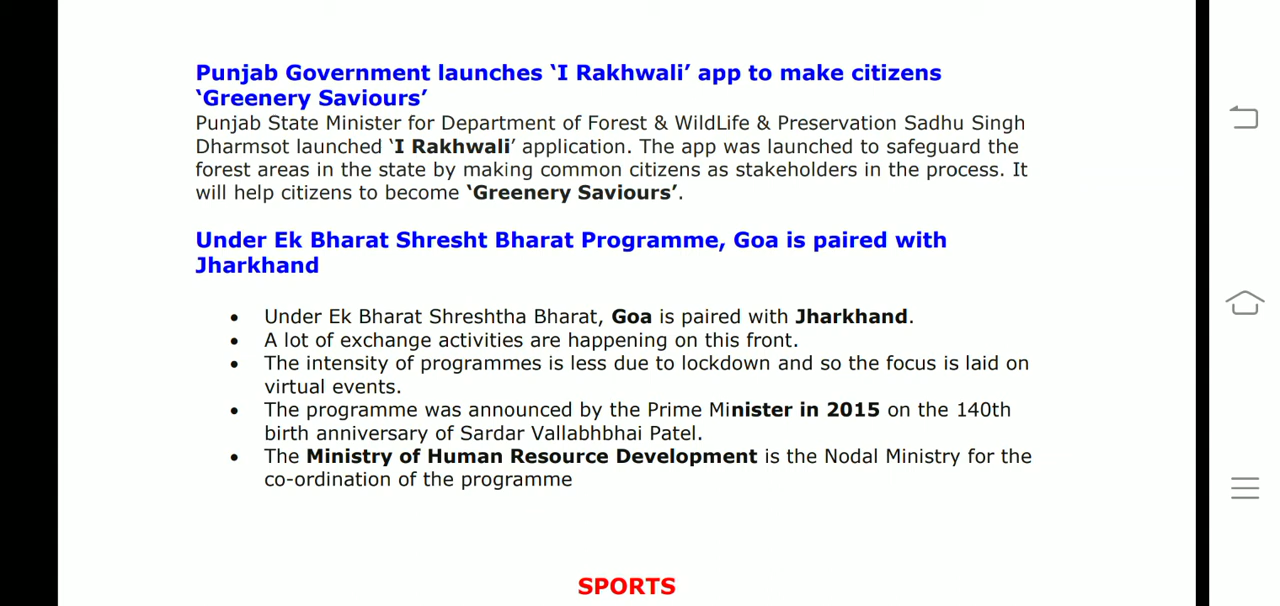 Punjab Government launches ‘I Rakhwali’ app to make citizens
‘Greenery Saviours’
Punjab State Minister for Department of Forest & WildLife & Preservation Sadhu Singh
Dharmsot launched ‘I Rakhwali’ application. The app was launched to safeguard the
forest areas in the state by making common citizens as stakeholders in the process. It
will help citizens to become ‘Greenery Saviours’.
Under Ek Bharat Shresht Bharat Programme, Goa is paired with
Jharkhand
• Under Ek Bharat Shreshtha Bharat, Goa is paired with Jharkhand.
• A lot of exchange activities are happening on this front.
• The intensity of programmes is less due to lockdown and so the focus is laid on
virtual events.
• The programme was announced by the Prime Minister in 2015 on the 140th
birth anniversary of Sardar Vallabhbhai Patel.
• The Ministry of Human Resource Development is the Nodal Ministry for the
co-ordination of the programme
SPORTS